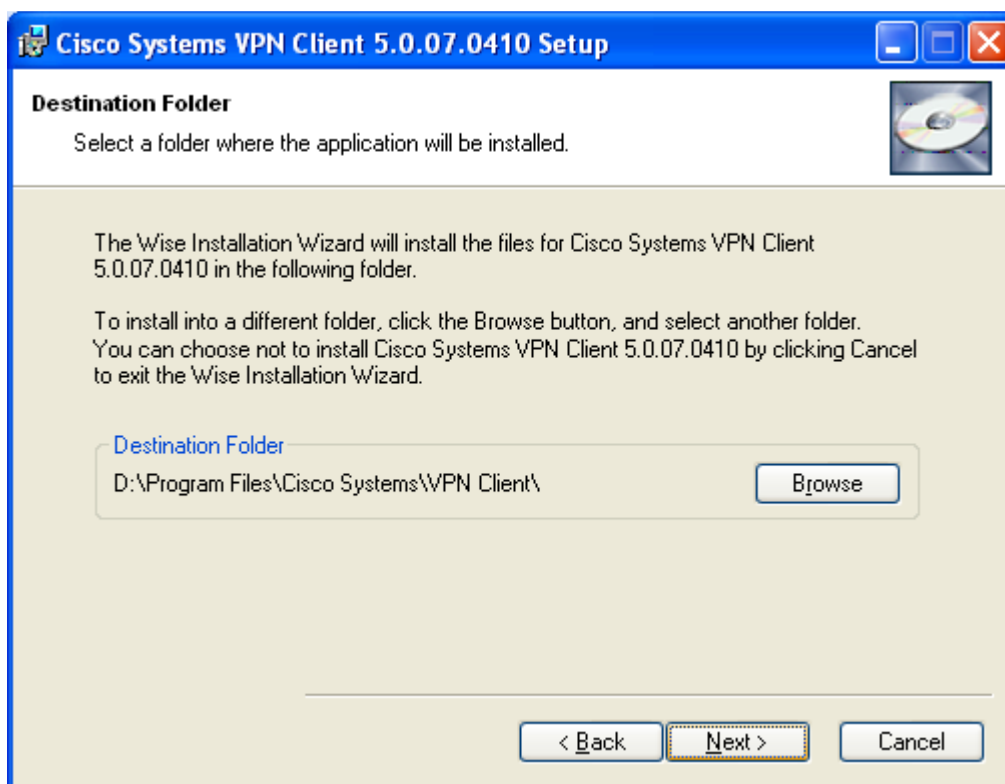 Cisco Systems VPN Client 5.0.07.0410 Setup
Destination Folder
Select a folder where the application will be installed.
The Wise Installation Wizard will install the files for Cisco Systems VPN Client
5.0.07.0410 in the following folder.
To install into a different folder, click the Browse button, and select another folder.
You can choose not to install Cisco Systems VPN Client 5.0.07.0410 by clicking Cancel
to exit the Wise Installation Wizard.
Destination Folder
D:\Program Files\Cisco Systems\VPN Client\
Browse
< Back
Next >
Cancel